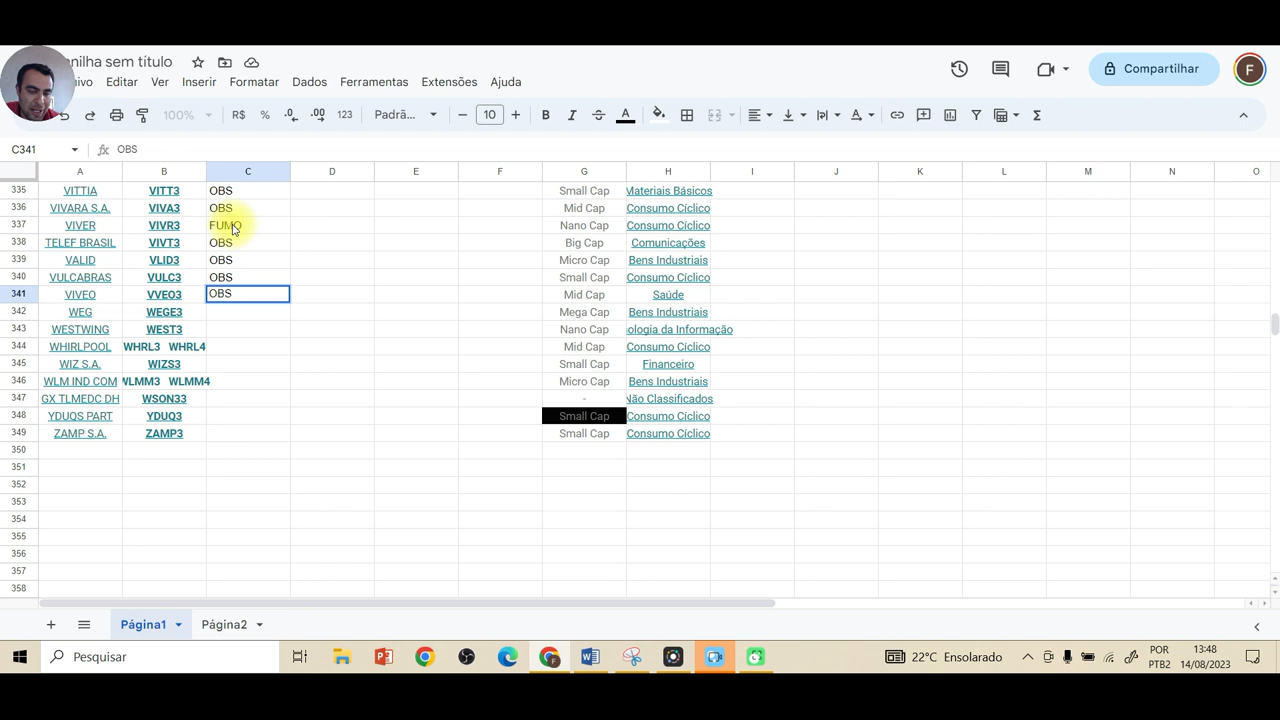 nilha sem título
ivo Editar Ver Inserir Formatar Dados Ferramentas Extensões Ajuda
Compartilhar
F
100% R$ % .0 .00 123 Padrã... − 10 + B I S A
C341 fx OBS
A B C D E F G H I J K L M N O
335 VITTIA VITT3 OBS Small Cap Materiais Básicos
336 VIVARA S.A. VIVA3 OBS Mid Cap Consumo Cíclico
337 VIVER VIVR3 FUMO Nano Cap Consumo Cíclico
338 TELEF BRASIL VIVT3 OBS Big Cap Comunicações
339 VALID VLID3 OBS Micro Cap Bens Industriais
340 VULCABRAS VULC3 OBS Small Cap Consumo Cíclico
341 VIVEO VVEO3 OBS Mid Cap Saúde
342 WEG WEGE3 Mega Cap Bens Industriais
343 WESTWING WEST3 Nano Cap ologia da Informação
344 WHIRLPOOL WHRL3 WHRL4 Mid Cap Consumo Cíclico
345 WIZ S.A. WIZS3 Small Cap Financeiro
346 WLM IND COM WLMM3 WLMM4 Micro Cap Bens Industriais
347 GX TLMEDC DH WSON33 - Não Classificados
348 YDUQS PART YDUQ3 Small Cap Consumo Cíclico
349 ZAMP S.A. ZAMP3 Small Cap Consumo Cíclico
350
351
352
353
354
355
356
357
358
Página1 Página2
Pesquisar
22°C Ensolarado
POR
PTB2
13:48
14/08/2023